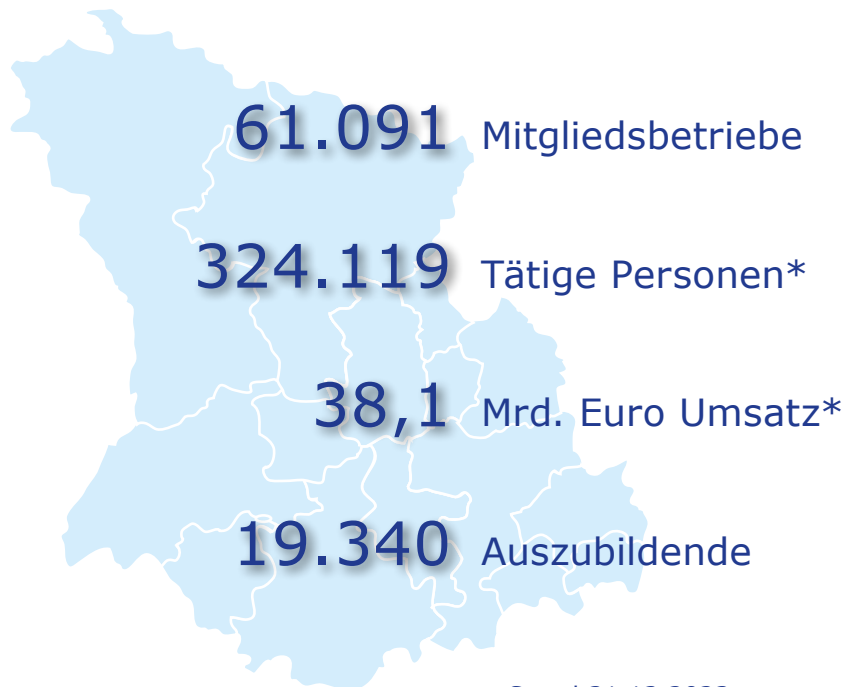 61.091 Mitgliedsbetriebe
324.119 Tätige Personen*
38,1 Mrd. Euro Umsatz*
19.340 Auszubildende